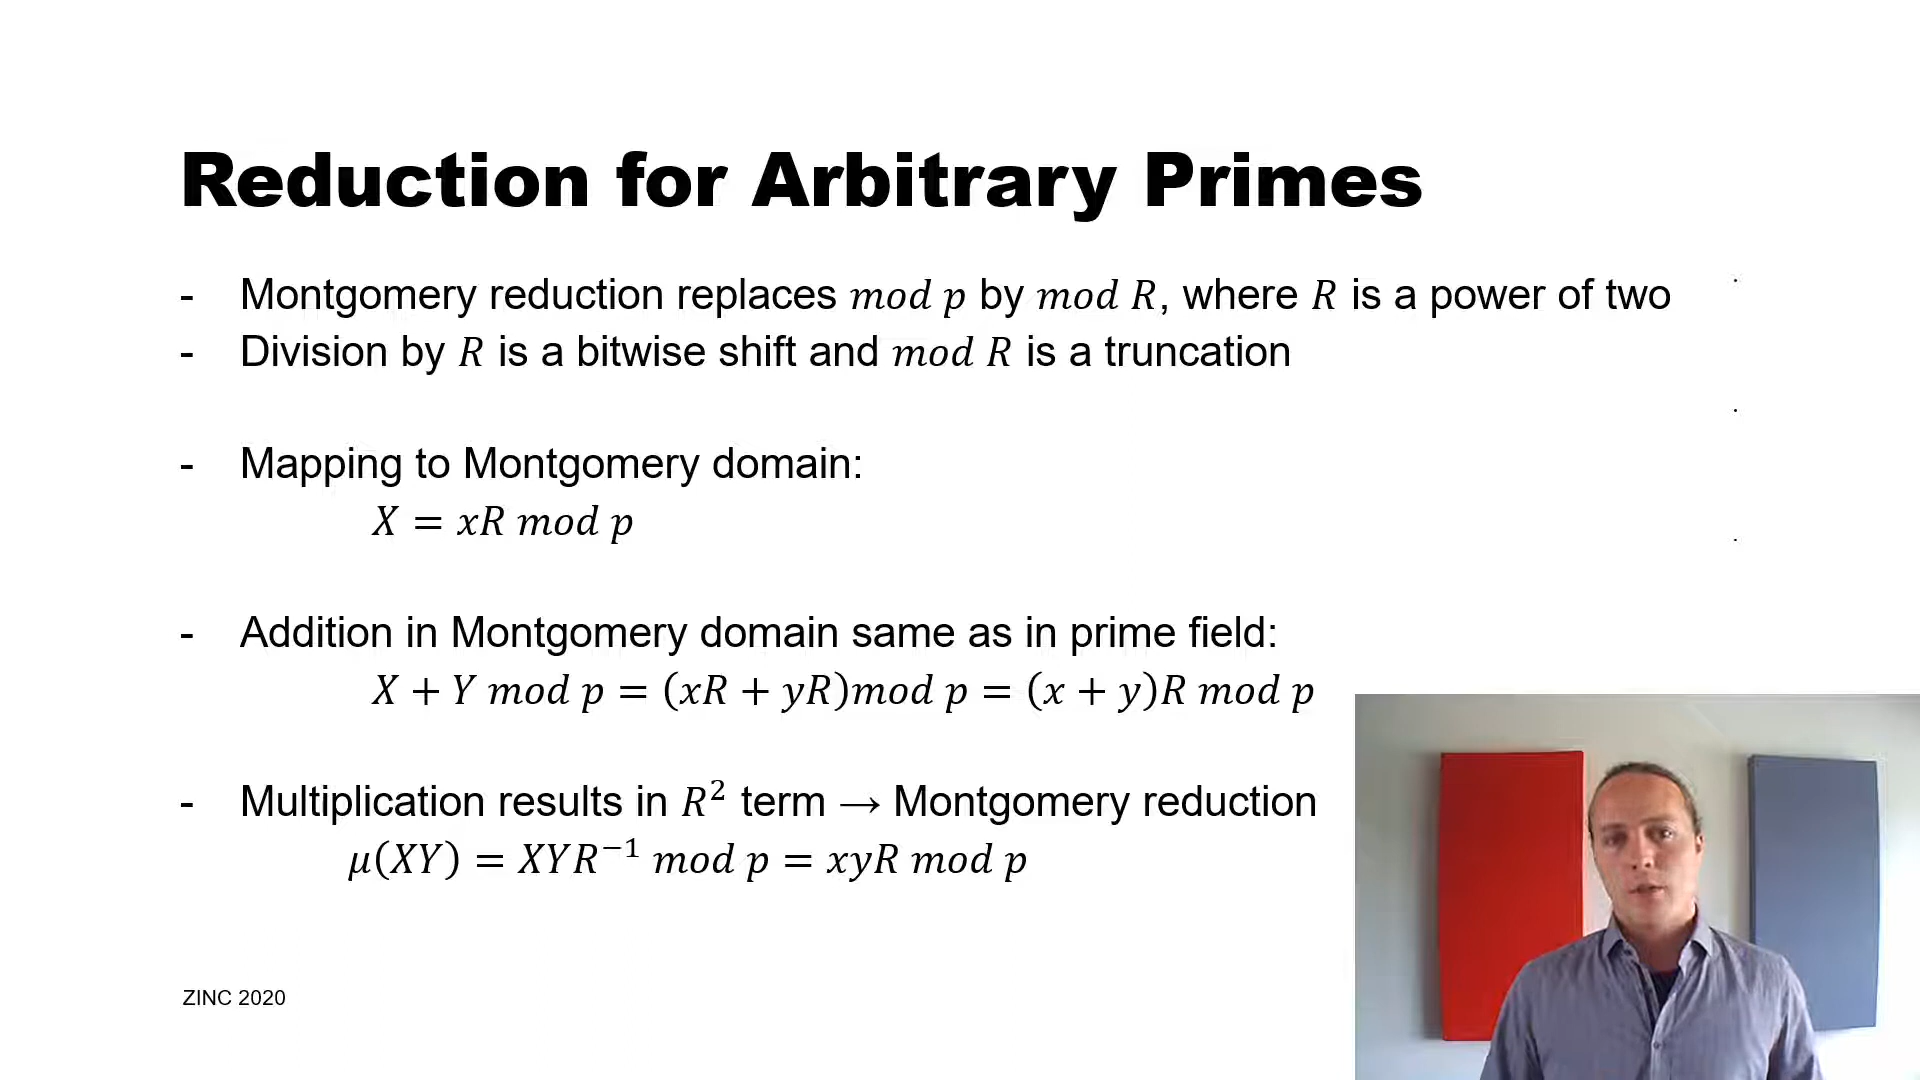 Reduction for Arbitrary Primes
- Montgomery reduction replaces mod p by mod R, where R is a power of two
- Division by R is a bitwise shift and mod R is a truncation
- Mapping to Montgomery domain:
X = xR mod p
- Addition in Montgomery domain same as in prime field:
X + Y mod p = (xR + yR)mod p = (x + y)R mod p
- Multiplication results in R² term → Montgomery reduction
μ(XY) = XYR⁻¹ mod p = xyR mod p
ZINC 2020